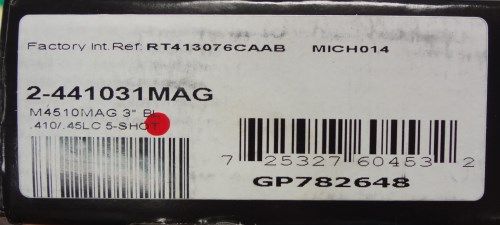 Factory Int.Ref: RT413076CAAB MICH014
2-441031MAG
M4510MAG 3" BL
.410/.45LC 5-SHOT
7 25327 60453 2
GP782648